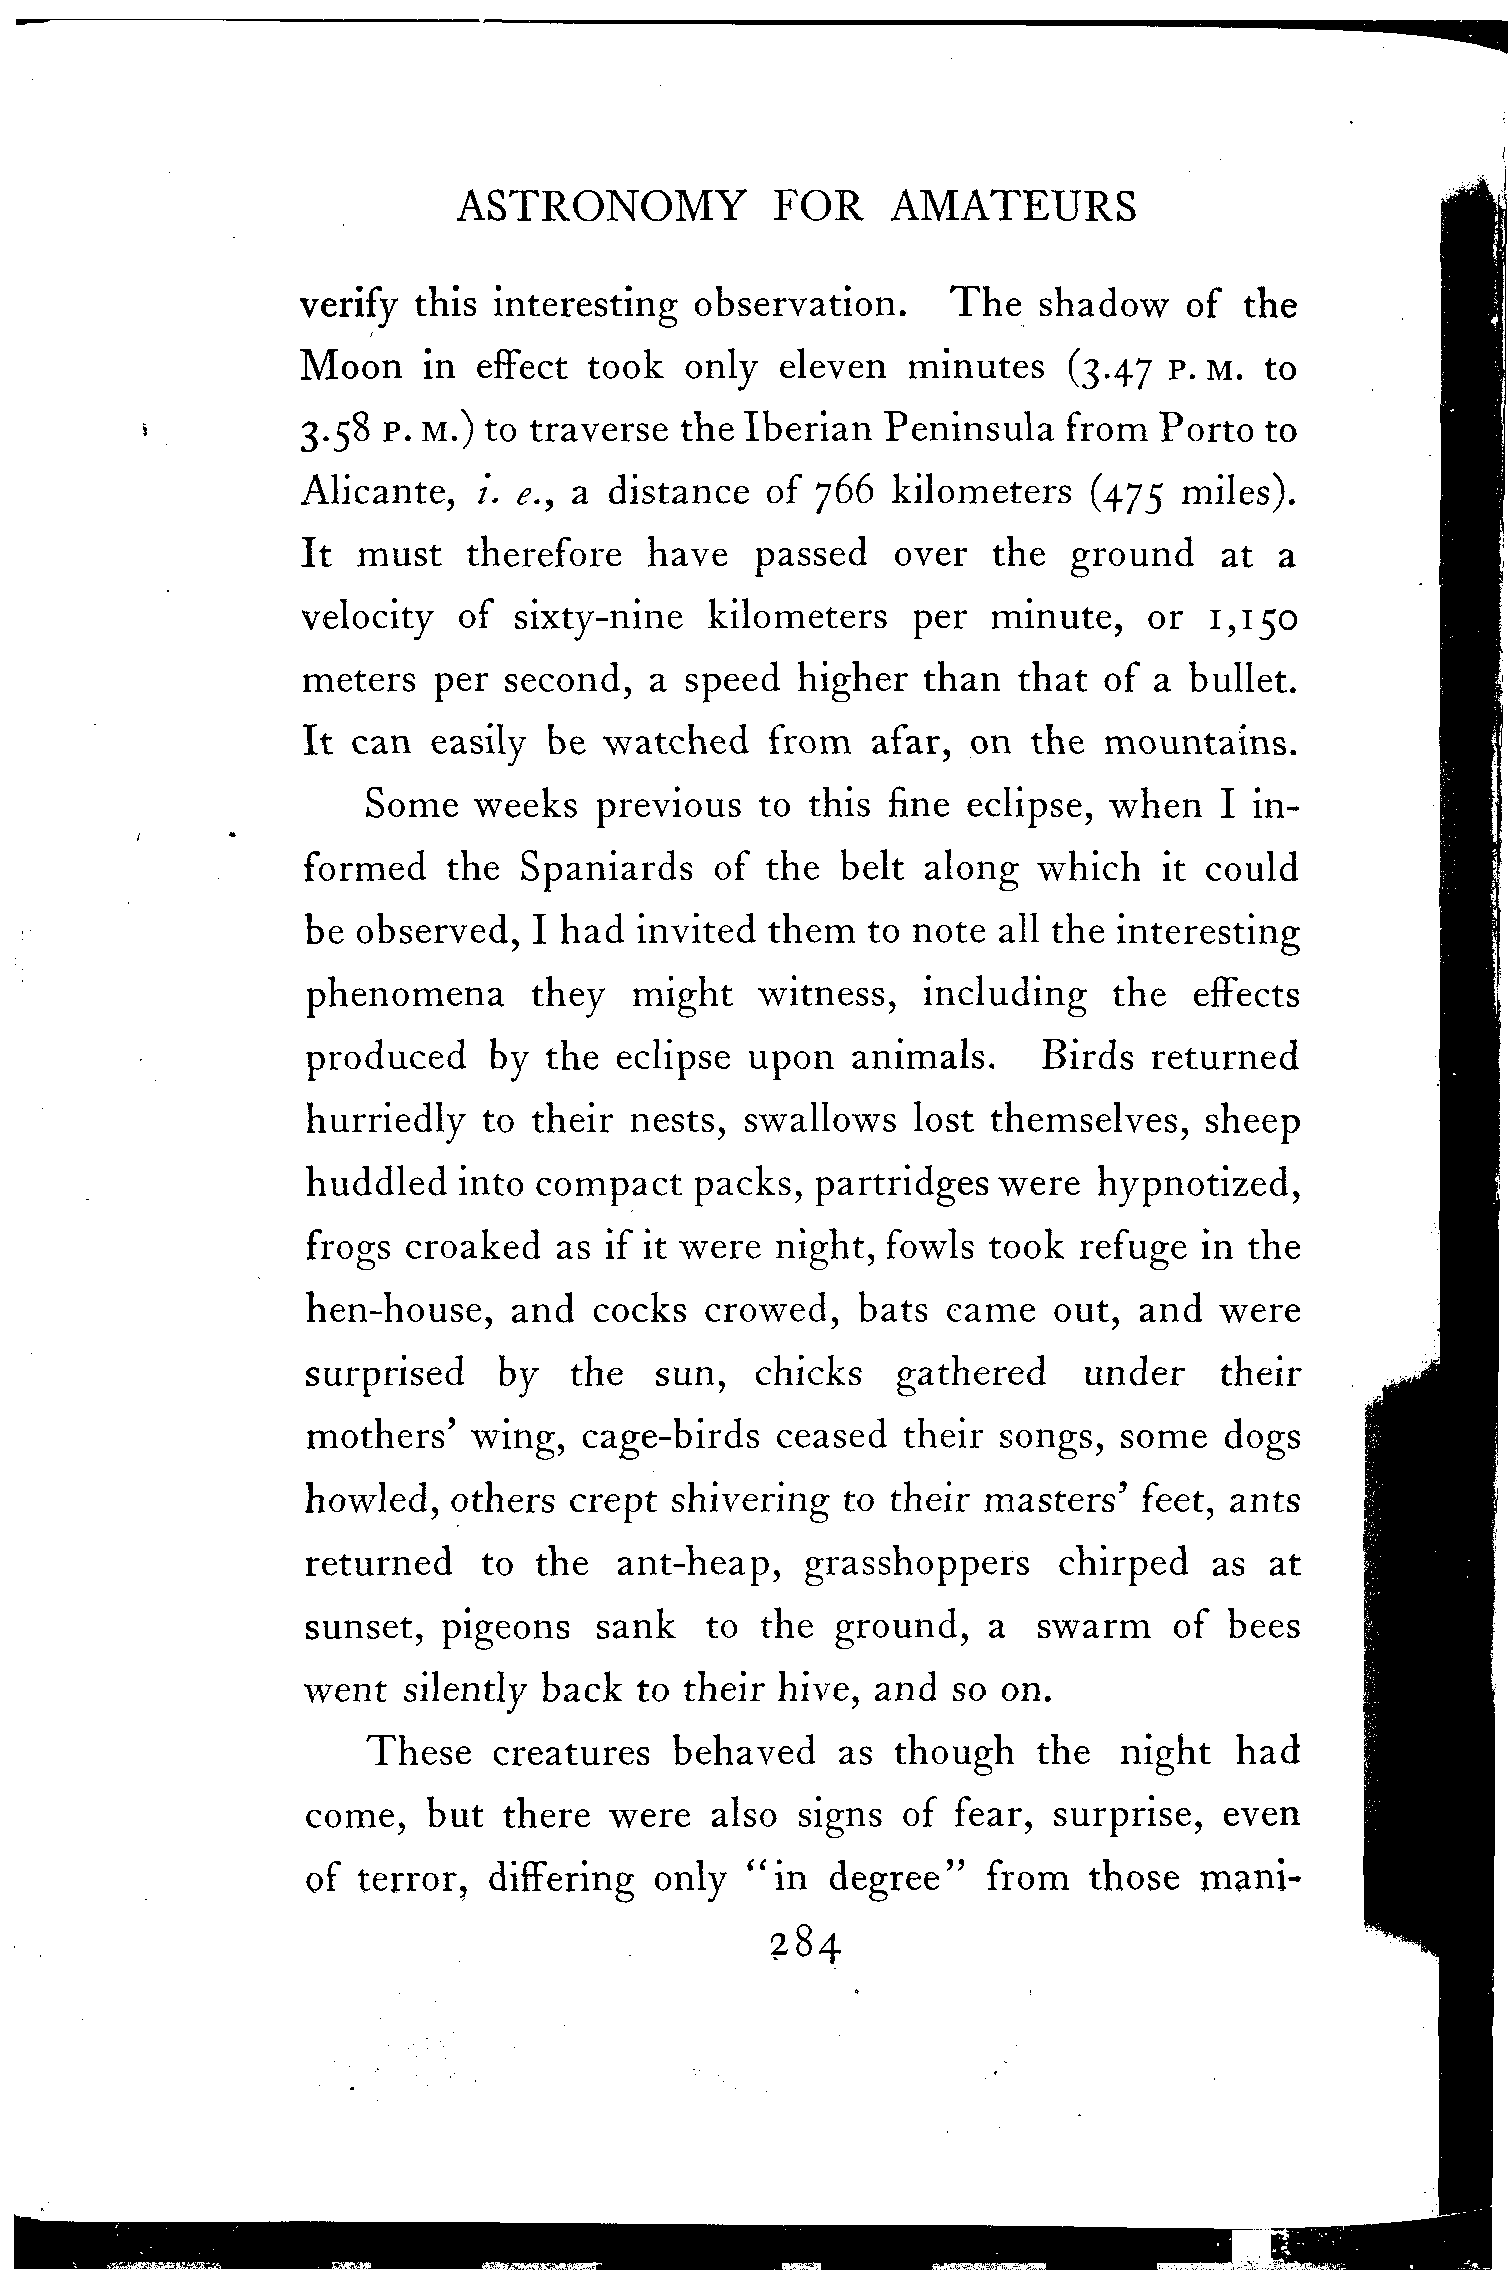 ASTRONOMY FOR AMATEURS
verify this interesting observation. The shadow of the
Moon in effect took only eleven minutes (3.47 P. M. to
3.58 P. M.) to traverse the Iberian Peninsula from Porto to
Alicante, i. e., a distance of 766 kilometers (475 miles).
It must therefore have passed over the ground at a
velocity of sixty-nine kilometers per minute, or 1,150
meters per second, a speed higher than that of a bullet.
It can easily be watched from afar, on the mountains.
Some weeks previous to this fine eclipse, when I in-
formed the Spaniards of the belt along which it could
be observed, I had invited them to note all the interesting
phenomena they might witness, including the effects
produced by the eclipse upon animals. Birds returned
hurriedly to their nests, swallows lost themselves, sheep
huddled into compact packs, partridges were hypnotized,
frogs croaked as if it were night, fowls took refuge in the
hen-house, and cocks crowed, bats came out, and were
surprised by the sun, chicks gathered under their
mothers' wing, cage-birds ceased their songs, some dogs
howled, others crept shivering to their masters' feet, ants
returned to the ant-heap, grasshoppers chirped as at
sunset, pigeons sank to the ground, a swarm of bees
went silently back to their hive, and so on.
These creatures behaved as though the night had
come, but there were also signs of fear, surprise, even
of terror, differing only "in degree" from those mani-
284